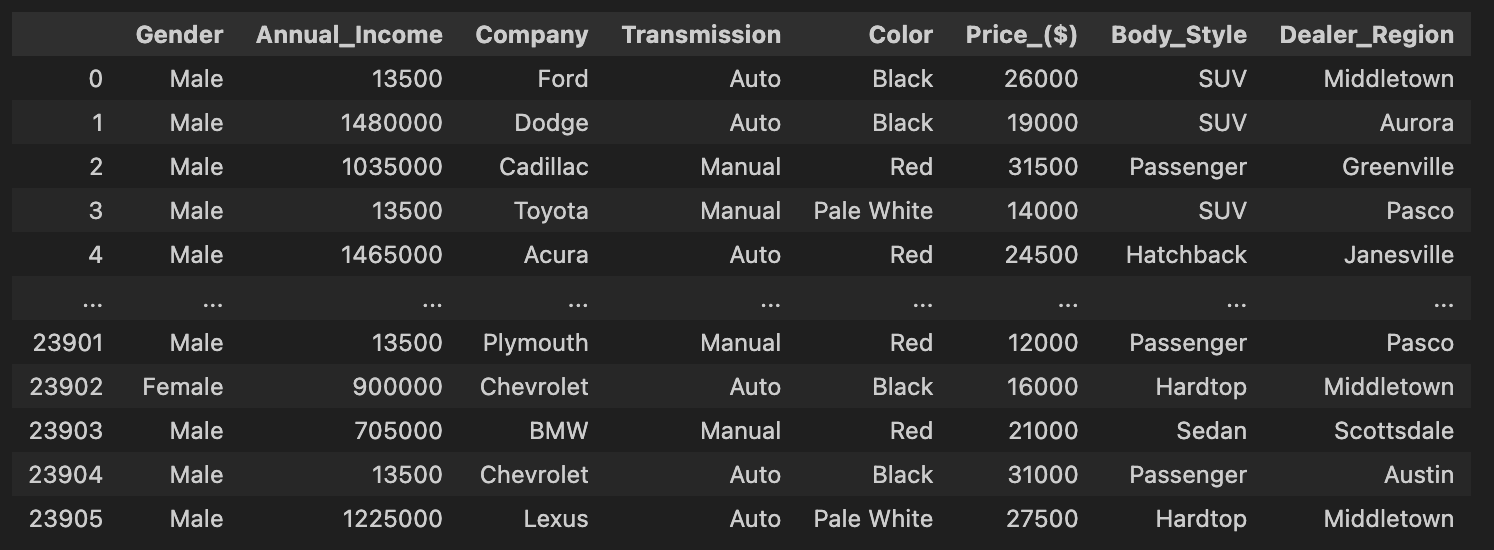 Gender Annual_Income Company Transmission Color Price_($) Body_Style Dealer_Region
0 Male 13500 Ford Auto Black 26000 SUV Middletown
1 Male 1480000 Dodge Auto Black 19000 SUV Aurora
2 Male 1035000 Cadillac Manual Red 31500 Passenger Greenville
3 Male 13500 Toyota Manual Pale White 14000 SUV Pasco
4 Male 1465000 Acura Auto Red 24500 Hatchback Janesville
... ... ... ... ... ... ... ... ...
23901 Male 13500 Plymouth Manual Red 12000 Passenger Pasco
23902 Female 900000 Chevrolet Auto Black 16000 Hardtop Middletown
23903 Male 705000 BMW Manual Red 21000 Sedan Scottsdale
23904 Male 13500 Chevrolet Auto Black 31000 Passenger Austin
23905 Male 1225000 Lexus Auto Pale White 27500 Hardtop Middletown